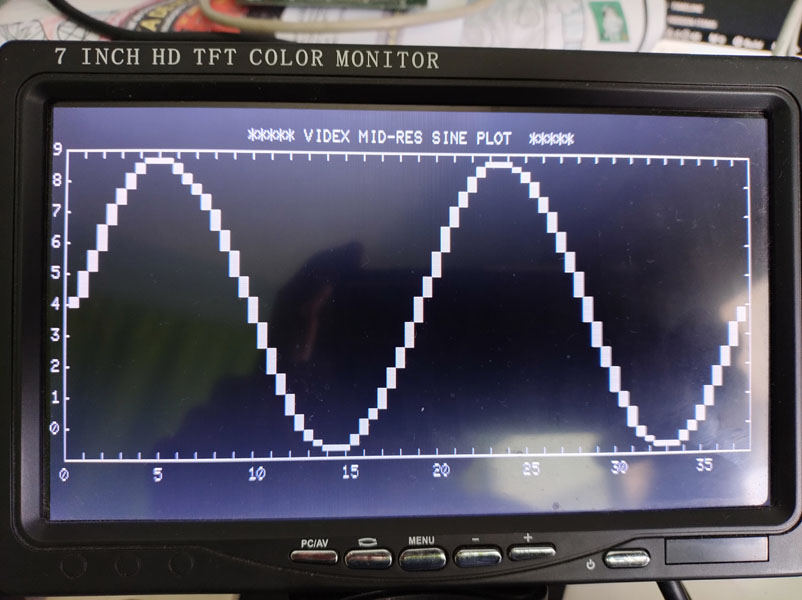 7 INCH HD TFT COLOR MONITOR
***** VIDEX MID-RES SINE PLOT *****
9
8
7
6
5
4
3
2
1
0
0 5 10 15 20 25 30 35
PC/AV MENU - +